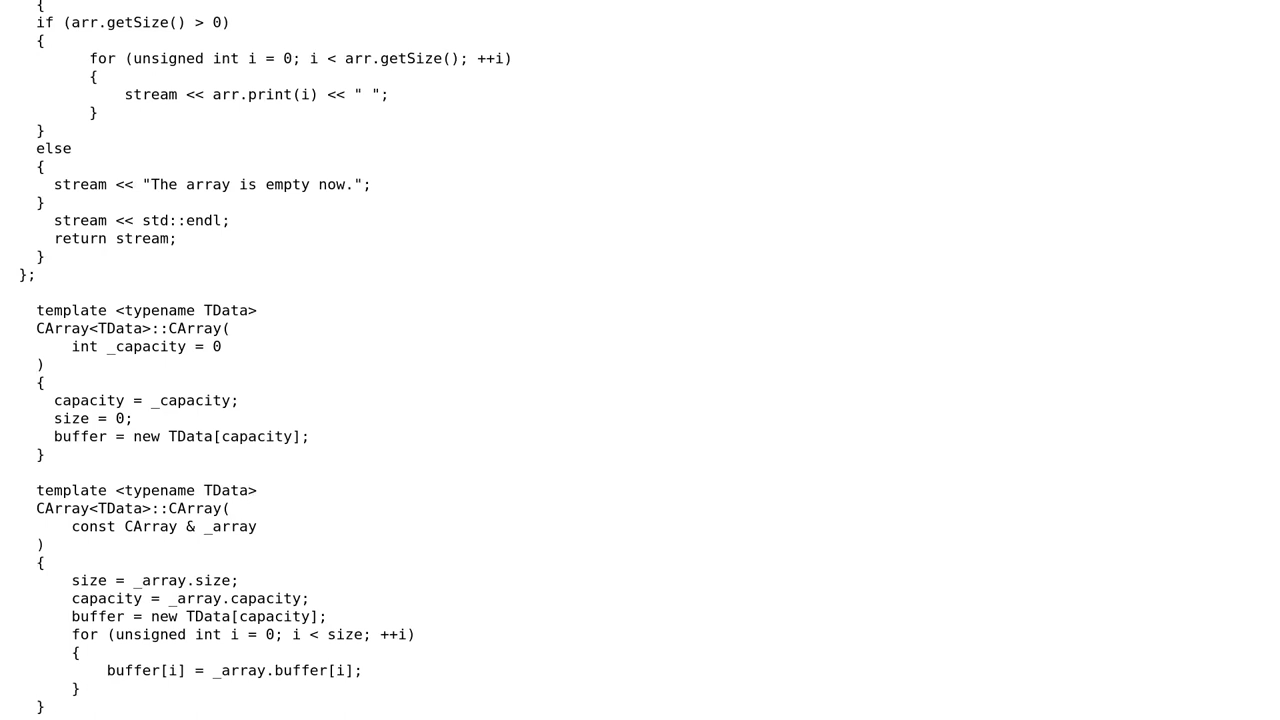 {
if (arr.getSize() > 0)
{
for (unsigned int i = 0; i < arr.getSize(); ++i)
{
stream << arr.print(i) << " ";
}
}
else
{
stream << "The array is empty now.";
}
stream << std::endl;
return stream;
}
};
template <typename TData>
CArray<TData>::CArray(
int _capacity = 0
)
{
capacity = _capacity;
size = 0;
buffer = new TData[capacity];
}
template <typename TData>
CArray<TData>::CArray(
const CArray & _array
)
{
size = _array.size;
capacity = _array.capacity;
buffer = new TData[capacity];
for (unsigned int i = 0; i < size; ++i)
{
buffer[i] = _array.buffer[i];
}
}